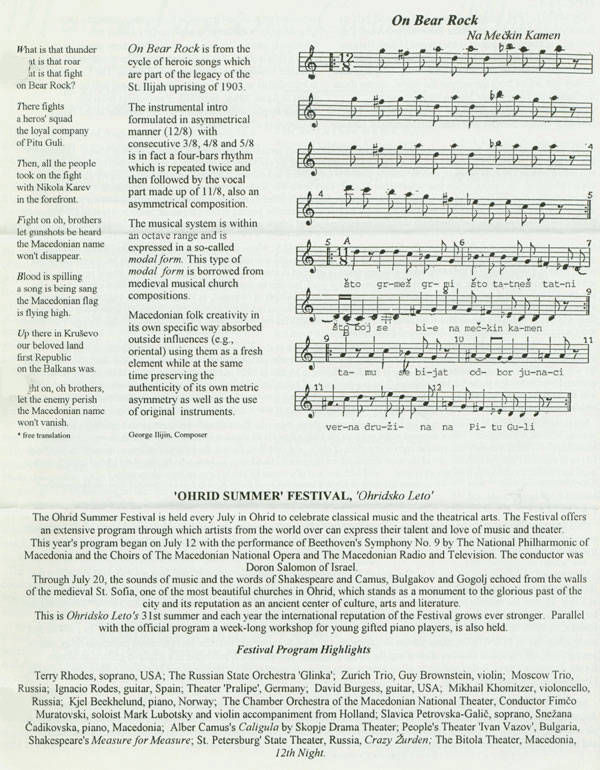 On Bear Rock
Na Mečkin Kamen
What is that thunder
at is that roar
at is that fight
on Bear Rock?
There fights
a heros' squad
the loyal company
of Pitu Guli.
Then, all the people
took on the fight
with Nikola Karev
in the forefront.
Fight on oh, brothers
let gunshots be heard
the Macedonian name
won't disappear.
Blood is spilling
a song is being sang
the Macedonian flag
is flying high.
Up there in Kruševo
our beloved land
first Republic
on the Balkans was.
ght on, oh brothers,
let the enemy perish
the Macedonian name
won't vanish.
* free translation
On Bear Rock is from the
cycle of heroic songs which
are part of the legacy of the
St. Ilijah uprising of 1903.
The instrumental intro
formulated in asymmetrical
manner (12/8) with
consecutive 3/8, 4/8 and 5/8
is in fact a four-bars rhythm
which is repeated twice and
then followed by the vocal
part made up of 11/8, also an
asymmetrical composition.
The musical system is within
an octave range and is
expressed in a so-called
modal form. This type of
modal form is borrowed from
medieval musical church
compositions.
Macedonian folk creativity in
its own specific way absorbed
outside influences (e.g.,
oriental) using them as a fresh
element while at the same
time preserving the
authenticity of its own metric
asymmetry as well as the use
of original instruments.
George Ilijin, Composer
12 8
2
3
4 5
5 A 6 7
11 8
što gr-mež gr-mi što ta-tnež tat-ni
9
što boj se bi-e na meč-kin ka-men
9 10 11
ta- mu se bi-jat od- bor ju-na-ci
11 12
ver-na dru-ži- na na Pi- tu Gu-li
'OHRID SUMMER' FESTIVAL, 'Ohridsko Leto'
The Ohrid Summer Festival is held every July in Ohrid to celebrate classical music and the theatrical arts. The Festival offers
an extensive program through which artists from the world over can express their talent and love of music and theater.
This year's program began on July 12 with the performance of Beethoven's Symphony No. 9 by The National Philharmonic of
Macedonia and the Choirs of The Macedonian National Opera and The Macedonian Radio and Television. The conductor was
Doron Salomon of Israel.
Through July 20, the sounds of music and the words of Shakespeare and Camus, Bulgakov and Gogolj echoed from the walls
of the medieval St. Sofia, one of the most beautiful churches in Ohrid, which stands as a monument to the glorious past of the
city and its reputation as an ancient center of culture, arts and literature.
This is Ohridsko Leto's 31st summer and each year the international reputation of the Festival grows ever stronger. Parallel
with the official program a week-long workshop for young gifted piano players, is also held.
Festival Program Highlights
Terry Rhodes, soprano, USA; The Russian State Orchestra 'Glinka'; Zurich Trio, Guy Brownstein, violin; Moscow Trio,
Russia; Ignacio Rodes, guitar, Spain; Theater 'Pralipe', Germany; David Burgess, guitar, USA; Mikhail Khomitzer, violoncello,
Russia; Kjel Beekhelund, piano, Norway; The Chamber Orchestra of the Macedonian National Theater, Conductor Fimčo
Muratovski, soloist Mark Lubotsky and violin accompaniment from Holland; Slavica Petrovska-Galič, soprano, Snežana
Čadikovska, piano, Macedonia; Alber Camus's Caligula by Skopje Drama Theater; People's Theater 'Ivan Vazov', Bulgaria,
Shakespeare's Measure for Measure; St. Petersburg' State Theater, Russia, Crazy Žurden; The Bitola Theater, Macedonia,
12th Night.